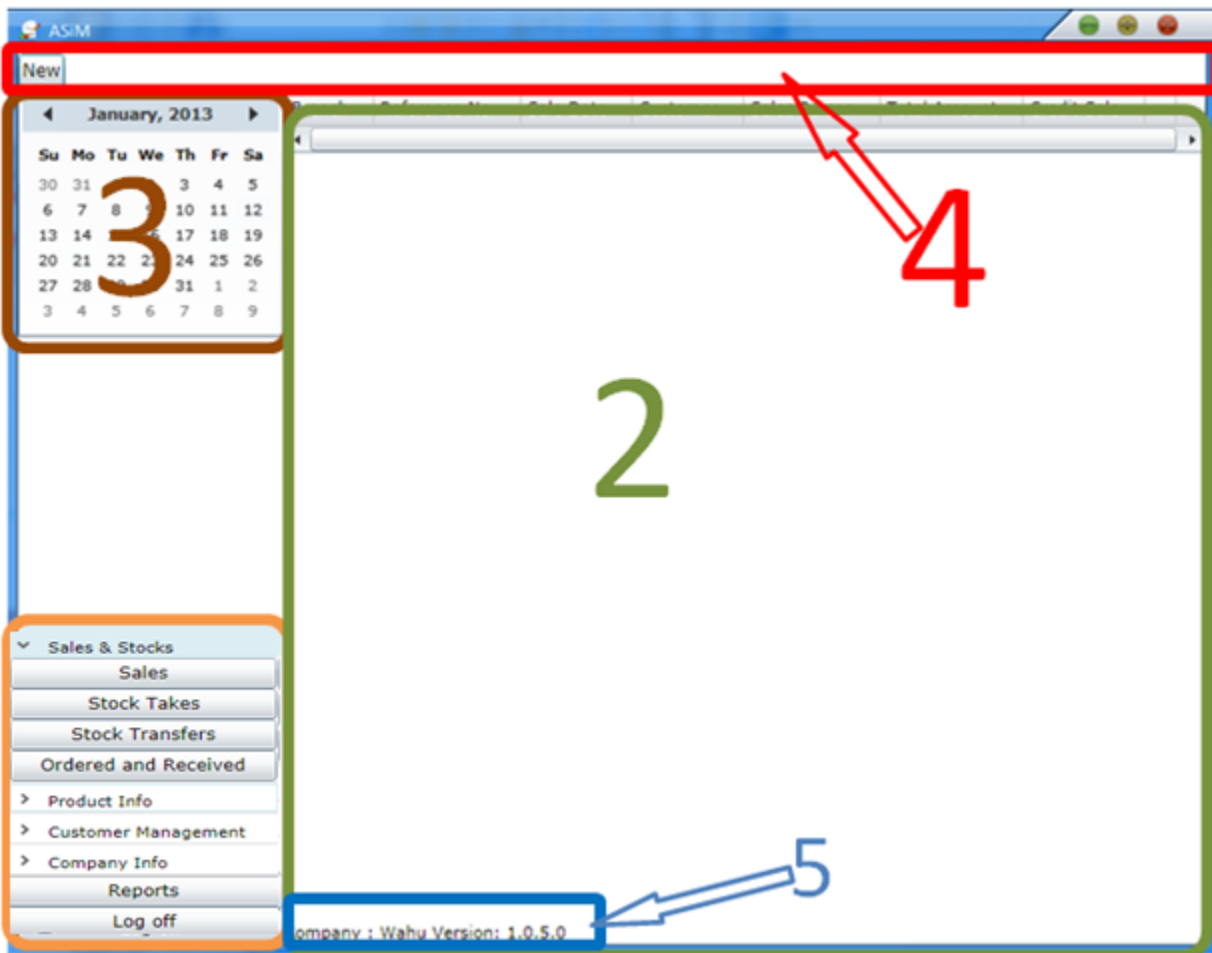 ASiM
New
January, 2013
Su Mo Tu We Th Fr Sa
30 31 3 4 5
6 7 8 10 11 12
13 14 17 18 19
20 21 22 24 25 26
27 28 31 1 2
3 4 5 6 7 8 9
3
4
2
Sales & Stocks
Sales
Stock Takes
Stock Transfers
Ordered and Received
Product Info
Customer Management
Company Info
Reports
Log off
5
ompany : Wahu Version: 1.0.5.0